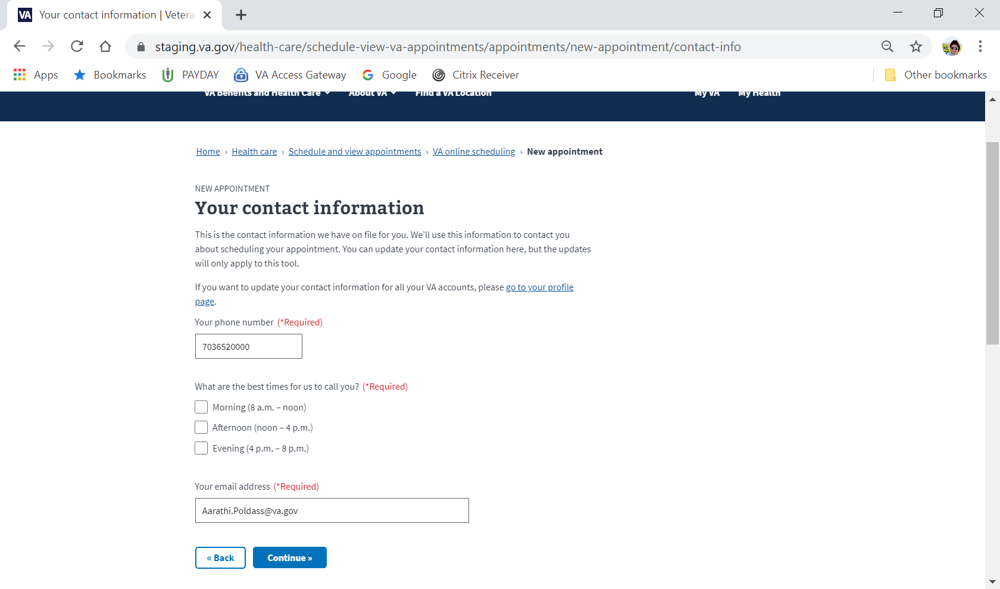 VA Your contact information | Vetera
staging.va.gov/health-care/schedule-view-va-appointments/appointments/new-appointment/contact-info
Apps Bookmarks PAYDAY VA Access Gateway Google Citrix Receiver Other bookmarks
VA Benefits and Health Care About VA Find a VA Location My VA My Health
Home › Health care › Schedule and view appointments › VA online scheduling › New appointment
NEW APPOINTMENT
Your contact information
This is the contact information we have on file for you. We’ll use this information to contact you
about scheduling your appointment. You can update your contact information here, but the updates
will only apply to this tool.
If you want to update your contact information for all your VA accounts, please go to your profile
page.
Your phone number (*Required)
7036520000
What are the best times for us to call you? (*Required)
Morning (8 a.m. – noon)
Afternoon (noon – 4 p.m.)
Evening (4 p.m. – 8 p.m.)
Your email address (*Required)
Aarathi.Poldass@va.gov
« Back Continue »